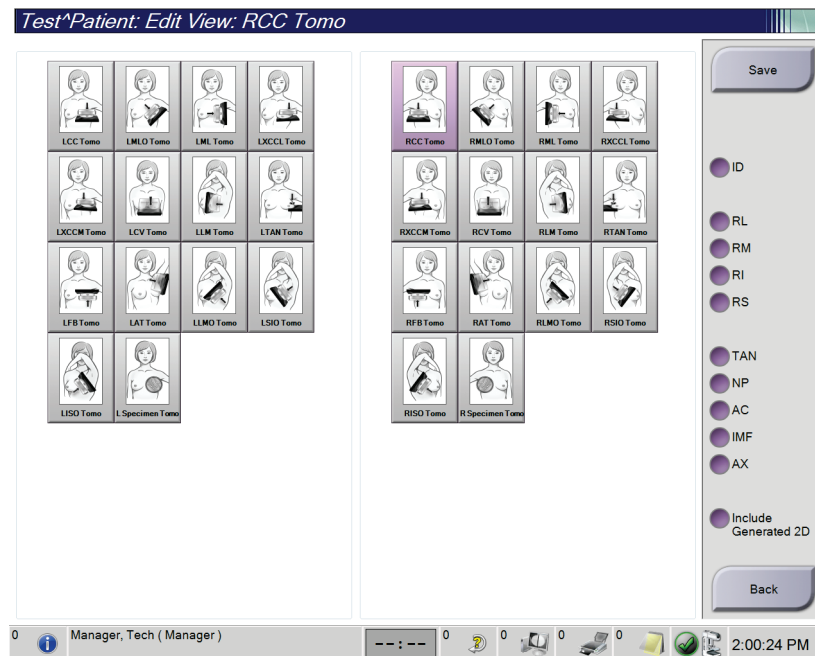 Test^Patient: Edit View: RCC Tomo
LCC Tomo LMLO Tomo LML Tomo LXCCL Tomo
LXCCM Tomo LCV Tomo LLM Tomo LTAN Tomo
LFB Tomo LAT Tomo LLMO Tomo LSIO Tomo
LISO Tomo L Specimen Tomo
RCC Tomo RMLO Tomo RML Tomo RXCCL Tomo
RXCCM Tomo RCV Tomo RLM Tomo RTAN Tomo
RFB Tomo RAT Tomo RLMO Tomo RSIO Tomo
RISO Tomo R Specimen Tomo
Save
ID
RL
RM
RI
RS
TAN
NP
AC
IMF
AX
Include
Generated 2D
Back
0 Manager, Tech ( Manager ) --:-- 0 0 0 0 2:00:24 PM